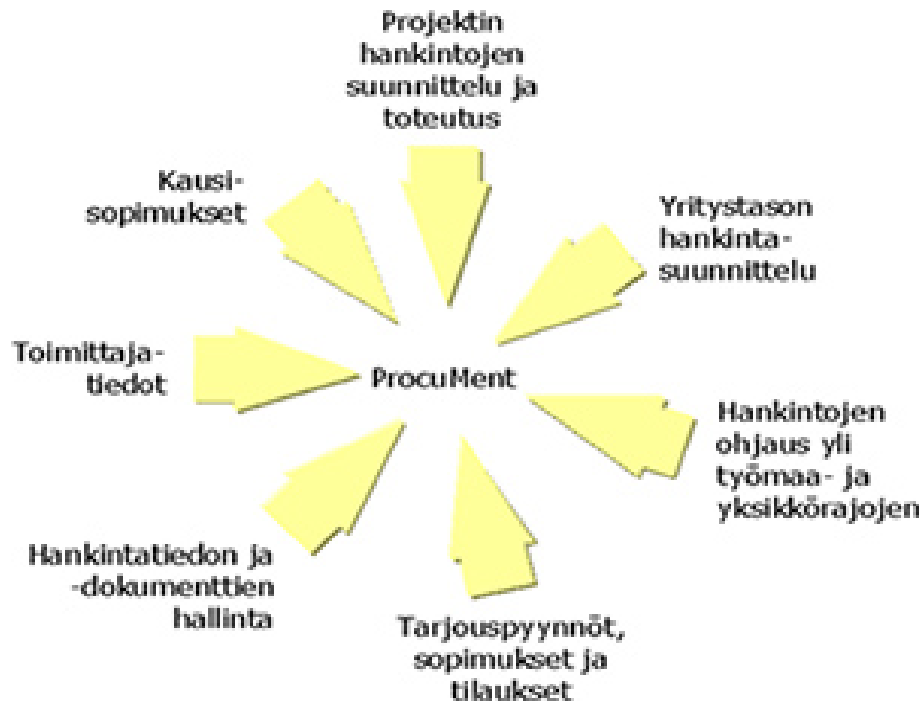 Projektin
hankintojen
suunnittelu ja
toteutus
Kausi-
sopimukset
Yritystason
hankinta-
suunnittelu
Toimittaja-
tiedot
ProcuMent
Hankintojen
ohjaus yli
työmaa- ja
yksikkörajojen
Hankintatiedon ja
-dokumenttien
hallinta
Tarjouspyynnöt,
sopimukset ja
tilaukset